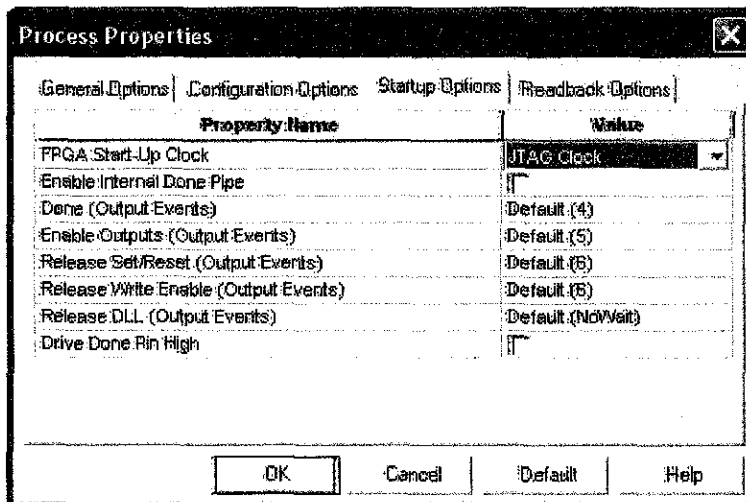 Process Properties
General Options Configuration Options Startup Options Readback Options
Property Name Value
FPGA Start-Up Clock JTAG Clock
Enable Internal Done Pipe
Done (Output Events) Default (4)
Enable Outputs (Output Events) Default (5)
Release Set/Reset (Output Events) Default (6)
Release Write Enable (Output Events) Default (6)
Release DLL (Output Events) Default (NoWait)
Drive Done Pin High
OK Cancel Default Help